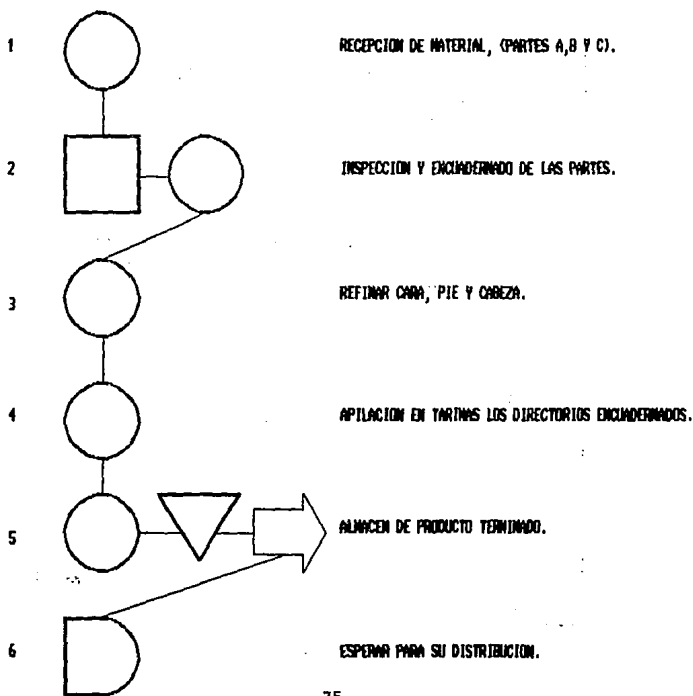 1 RECEPCION DE MATERIAL, (PARTES A,B Y C).
2 INSPECCION Y ENCUADERNADO DE LAS PARTES.
3 REFINAR CARA, PIE Y CABEZA.
4 APILACION EN TARIMAS LOS DIRECTORIOS ENCUADERNADOS.
5 ALMACEN DE PRODUCTO TERMINADO.
6 ESPERAR PARA SU DISTRIBUCION.
75